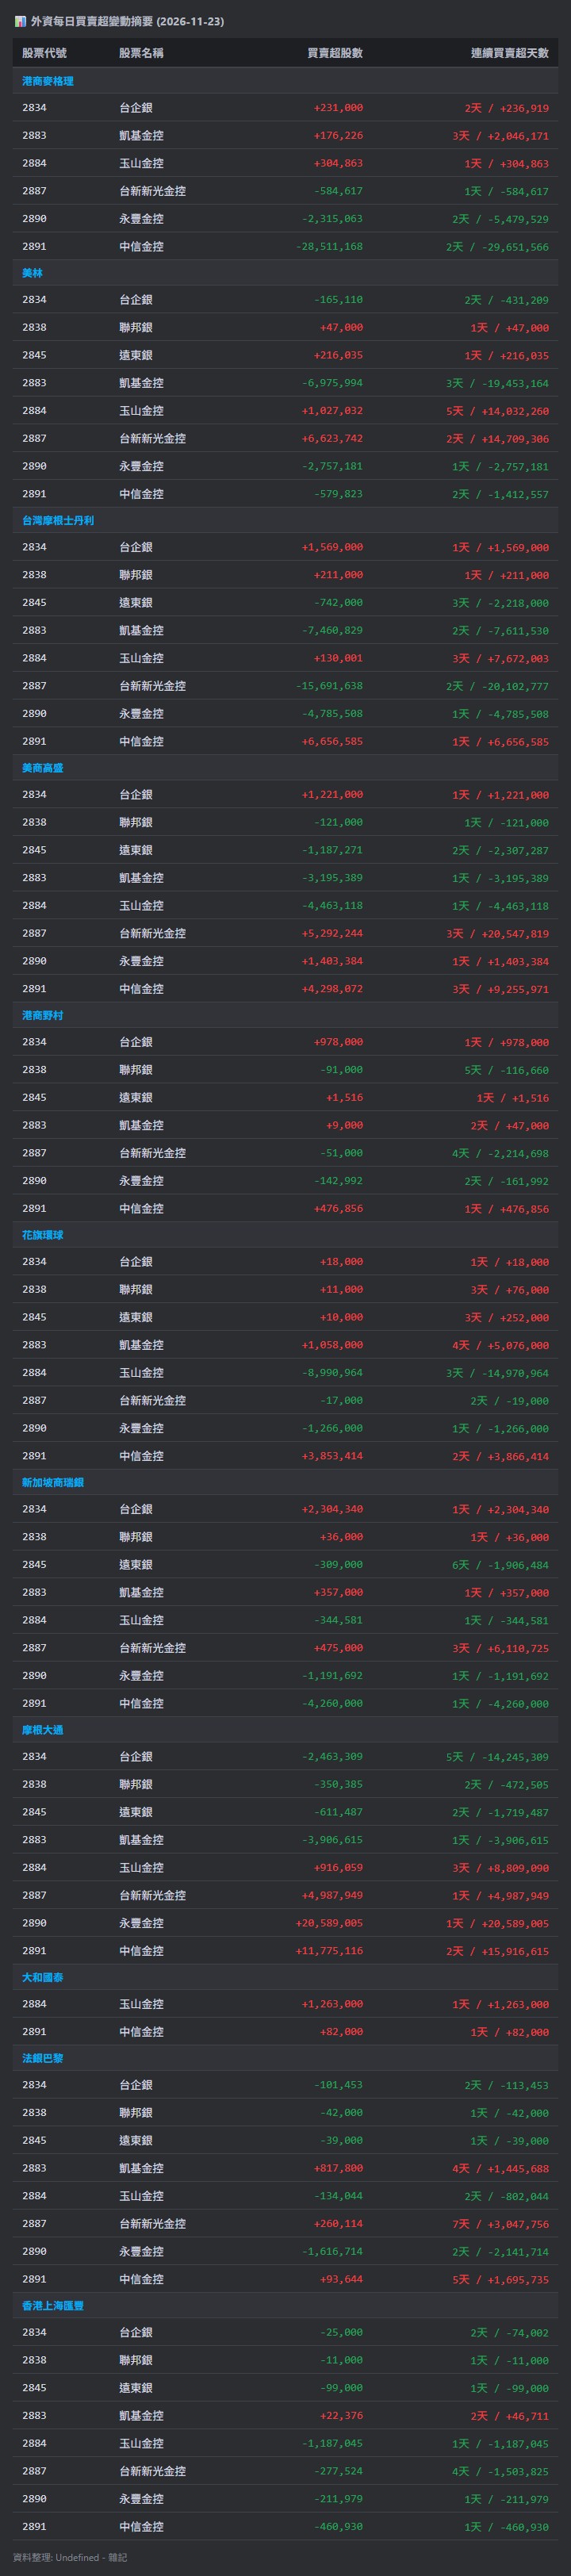 📊 外資每日買賣超變動摘要 (2026-11-23)
股票代號 股票名稱 買賣超股數 連續買賣超天數
港商麥格理
2834 台企銀 +231,000 2天 / +236,919
2883 凱基金控 +176,226 3天 / +2,046,171
2884 玉山金控 +304,863 1天 / +304,863
2887 台新新光金控 -584,617 1天 / -584,617
2890 永豐金控 -2,315,063 2天 / -5,479,529
2891 中信金控 -28,511,168 2天 / -29,651,566
美林
2834 台企銀 -165,110 2天 / -431,209
2838 聯邦銀 +47,000 1天 / +47,000
2845 遠東銀 +216,035 1天 / +216,035
2883 凱基金控 -6,975,994 3天 / -19,453,164
2884 玉山金控 +1,027,032 5天 / +14,032,260
2887 台新新光金控 +6,623,742 2天 / +14,709,306
2890 永豐金控 -2,757,181 1天 / -2,757,181
2891 中信金控 -579,823 2天 / -1,412,557
台灣摩根士丹利
2834 台企銀 +1,569,000 1天 / +1,569,000
2838 聯邦銀 +211,000 1天 / +211,000
2845 遠東銀 -742,000 3天 / -2,218,000
2883 凱基金控 -7,460,829 2天 / -7,611,530
2884 玉山金控 +130,001 3天 / +7,672,003
2887 台新新光金控 -15,691,638 2天 / -20,102,777
2890 永豐金控 -4,785,508 1天 / -4,785,508
2891 中信金控 +6,656,585 1天 / +6,656,585
美商高盛
2834 台企銀 +1,221,000 1天 / +1,221,000
2838 聯邦銀 -121,000 1天 / -121,000
2845 遠東銀 -1,187,271 2天 / -2,307,287
2883 凱基金控 -3,195,389 1天 / -3,195,389
2884 玉山金控 -4,463,118 1天 / -4,463,118
2887 台新新光金控 +5,292,244 3天 / +20,547,819
2890 永豐金控 +1,403,384 1天 / +1,403,384
2891 中信金控 +4,298,072 3天 / +9,255,971
港商野村
2834 台企銀 +978,000 1天 / +978,000
2838 聯邦銀 -91,000 5天 / -116,660
2845 遠東銀 +1,516 1天 / +1,516
2883 凱基金控 +9,000 2天 / +47,000
2887 台新新光金控 -51,000 4天 / -2,214,698
2890 永豐金控 -142,992 2天 / -161,992
2891 中信金控 +476,856 1天 / +476,856
花旗環球
2834 台企銀 +18,000 1天 / +18,000
2838 聯邦銀 +11,000 3天 / +76,000
2845 遠東銀 +10,000 3天 / +252,000
2883 凱基金控 +1,058,000 4天 / +5,076,000
2884 玉山金控 -8,990,964 3天 / -14,970,964
2887 台新新光金控 -17,000 2天 / -19,000
2890 永豐金控 -1,266,000 1天 / -1,266,000
2891 中信金控 +3,853,414 2天 / +3,866,414
新加坡商瑞銀
2834 台企銀 +2,304,340 1天 / +2,304,340
2838 聯邦銀 +36,000 1天 / +36,000
2845 遠東銀 -309,000 6天 / -1,906,484
2883 凱基金控 +357,000 1天 / +357,000
2884 玉山金控 -344,581 1天 / -344,581
2887 台新新光金控 +475,000 3天 / +6,110,725
2890 永豐金控 -1,191,692 1天 / -1,191,692
2891 中信金控 -4,260,000 1天 / -4,260,000
摩根大通
2834 台企銀 -2,463,309 5天 / -14,245,309
2838 聯邦銀 -350,385 2天 / -472,505
2845 遠東銀 -611,487 2天 / -1,719,487
2883 凱基金控 -3,906,615 1天 / -3,906,615
2884 玉山金控 +916,059 3天 / +8,809,090
2887 台新新光金控 +4,987,949 1天 / +4,987,949
2890 永豐金控 +20,589,005 1天 / +20,589,005
2891 中信金控 +11,775,116 2天 / +15,916,615
大和國泰
2884 玉山金控 +1,263,000 1天 / +1,263,000
2891 中信金控 +82,000 1天 / +82,000
法銀巴黎
2834 台企銀 -101,453 2天 / -113,453
2838 聯邦銀 -42,000 1天 / -42,000
2845 遠東銀 -39,000 1天 / -39,000
2883 凱基金控 +817,800 4天 / +1,445,688
2884 玉山金控 -134,044 2天 / -802,044
2887 台新新光金控 +260,114 7天 / +3,047,756
2890 永豐金控 -1,616,714 2天 / -2,141,714
2891 中信金控 +93,644 5天 / +1,695,735
香港上海匯豐
2834 台企銀 -25,000 2天 / -74,002
2838 聯邦銀 -11,000 1天 / -11,000
2845 遠東銀 -99,000 1天 / -99,000
2883 凱基金控 +22,376 2天 / +46,711
2884 玉山金控 -1,187,045 1天 / -1,187,045
2887 台新新光金控 -277,524 4天 / -1,503,825
2890 永豐金控 -211,979 1天 / -211,979
2891 中信金控 -460,930 1天 / -460,930
資料整理: Undefined - 雜記